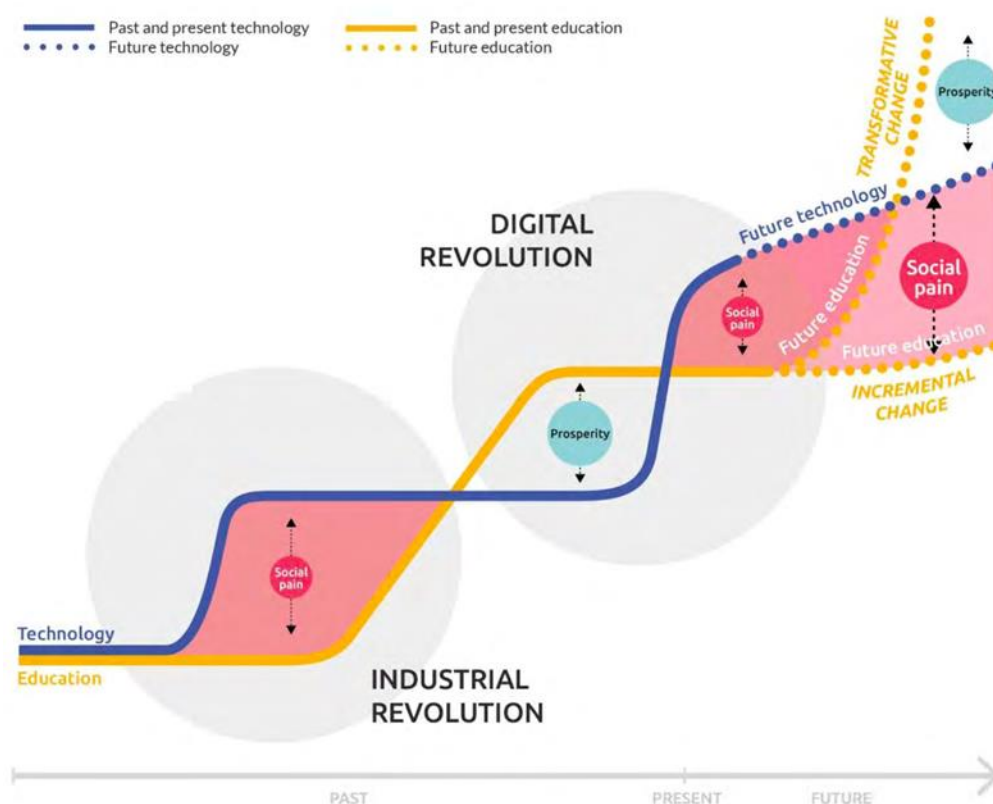 Past and present technology
Future technology
Past and present education
Future education
TRANSFORMATIVE
CHANGE
Prosperity
DIGITAL
REVOLUTION
Future technology
Social
pain
Future education
Social
pain
Future education
INCREMENTAL
CHANGE
Prosperity
Social
pain
Technology
Education
INDUSTRIAL
REVOLUTION
PAST
PRESENT
FUTURE